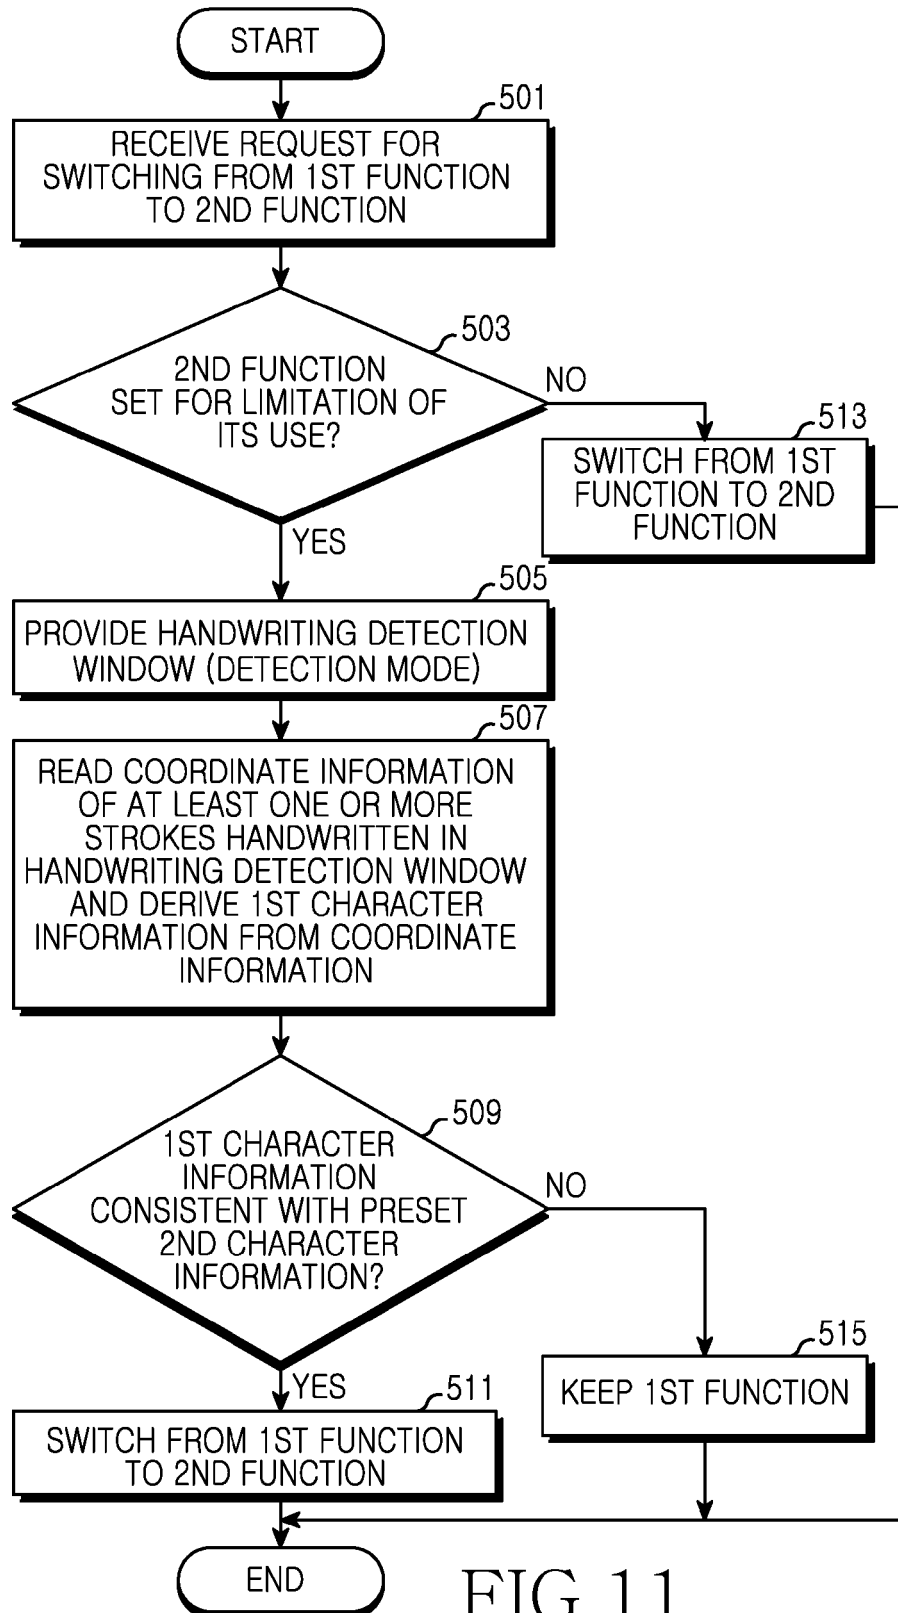 START
501
RECEIVE REQUEST FOR
SWITCHING FROM 1ST FUNCTION
TO 2ND FUNCTION
503
2ND FUNCTION
SET FOR LIMITATION OF
ITS USE?
NO
513
SWITCH FROM 1ST
FUNCTION TO 2ND
FUNCTION
YES
505
PROVIDE HANDWRITING DETECTION
WINDOW (DETECTION MODE)
507
READ COORDINATE INFORMATION
OF AT LEAST ONE OR MORE
STROKES HANDWRITTEN IN
HANDWRITING DETECTION WINDOW
AND DERIVE 1ST CHARACTER
INFORMATION FROM COORDINATE
INFORMATION
509
1ST CHARACTER
INFORMATION
CONSISTENT WITH PRESET
2ND CHARACTER
INFORMATION?
NO
515
KEEP 1ST FUNCTION
YES
511
SWITCH FROM 1ST FUNCTION
TO 2ND FUNCTION
END
FIG.11